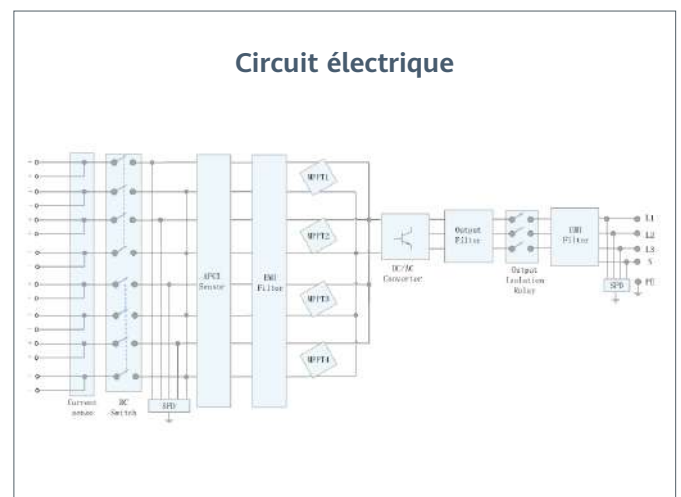 Circuit électrique
MPPT1
MPPT2
MPPT3
MPPT4
AFCI
Sensor
EMI
Filter
DC/AC
Converter
Output
Filter
Output
Isolation
Relay
EMI
Filter
L1
L2
L3
N
PE
SPD
Current
sensor
DC
Switch
SPD